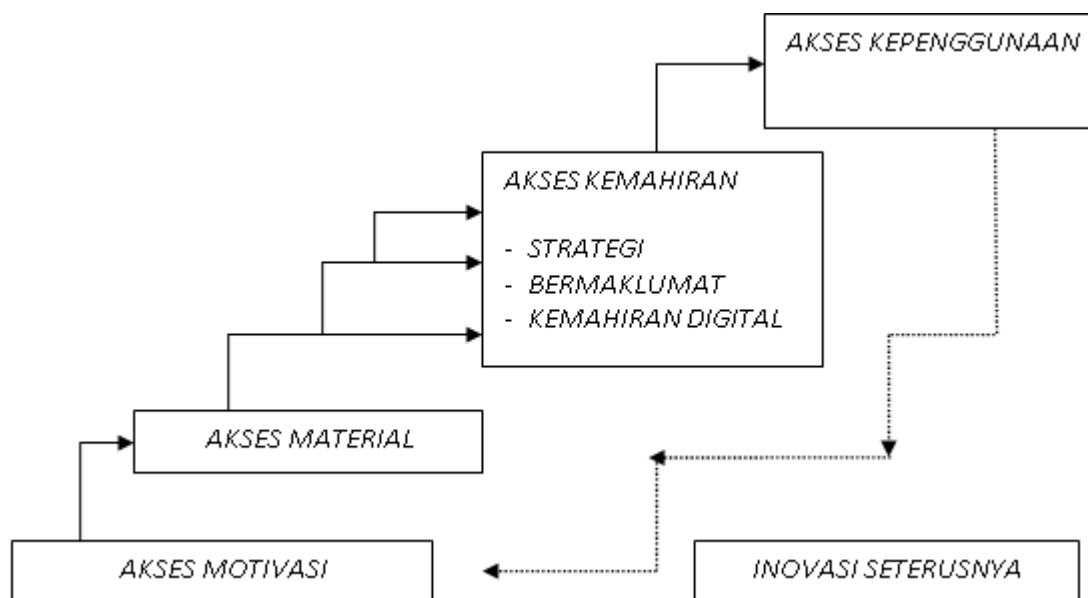 AKSES KEPENGGUNAAN
AKSES KEMAHIRAN
- STRATEGI
- BERMAKLUMAT
- KEMAHIRAN DIGITAL
AKSES MATERIAL
AKSES MOTIVASI
INOVASI SETERUSNYA